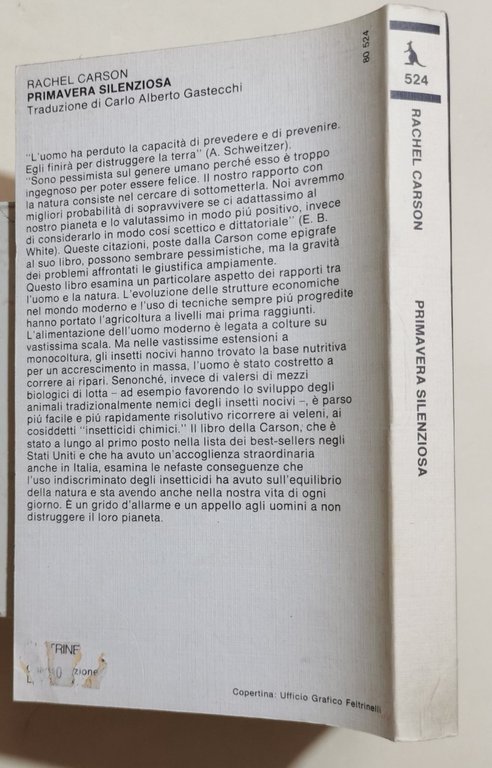 RACHEL CARSON
PRIMAVERA SILENZIOSA
Traduzione di Carlo Alberto Gastecchi
"L'uomo ha perduto la capacità di prevedere e di prevenire.
Egli finirà per distruggere la terra" (A. Schweitzer).
"Sono pessimista sul genere umano perché esso è troppo
ingegnoso per poter essere felice. Il nostro rapporto con
la natura consiste nel cercare di sottometterla. Noi avremmo
migliori probabilità di sopravvivere se ci adattassimo al
nostro pianeta e lo valutassimo in modo piú positivo, invece
di considerarlo in modo cosí scettico e dittatoriale" (E. B.
White). Queste citazioni, poste dalla Carson come epigrafe
al suo libro, possono sembrare pessimistiche, ma la gravità
dei problemi affrontati le giustifica ampiamente.
Questo libro esamina un particolare aspetto dei rapporti tra
l'uomo e la natura. L'evoluzione delle strutture economiche
nel mondo moderno e l'uso di tecniche sempre piú progredite
hanno portato l'agricoltura a livelli mai prima raggiunti.
L'alimentazione dell'uomo moderno è legata a colture su
vastissima scala. Ma nelle vastissime estensioni a
monocoltura, gli insetti nocivi hanno trovato la base nutritiva
per un accrescimento in massa, l'uomo è stato costretto a
correre ai ripari. Senonché, invece di valersi di mezzi
biologici di lotta – ad esempio favorendo lo sviluppo degli
animali tradizionalmente nemici degli insetti nocivi –, è parso
piú facile e piú rapidamente risolutivo ricorrere ai veleni, ai
cosiddetti "insetticidi chimici." Il libro della Carson, che è
stato a lungo al primo posto nella lista dei best-sellers negli
Stati Uniti e che ha avuto un'accoglienza straordinaria
anche in Italia, esamina le nefaste conseguenze che
l'uso indiscriminato degli insetticidi ha avuto sull'equilibrio
della natura e sta avendo anche nella nostra vita di ogni
giorno. È un grido d'allarme e un appello agli uomini a non
distruggere il loro pianeta.
Copertina: Ufficio Grafico Feltrinelli
80 524
524
RACHEL CARSON
PRIMAVERA SILENZIOSA